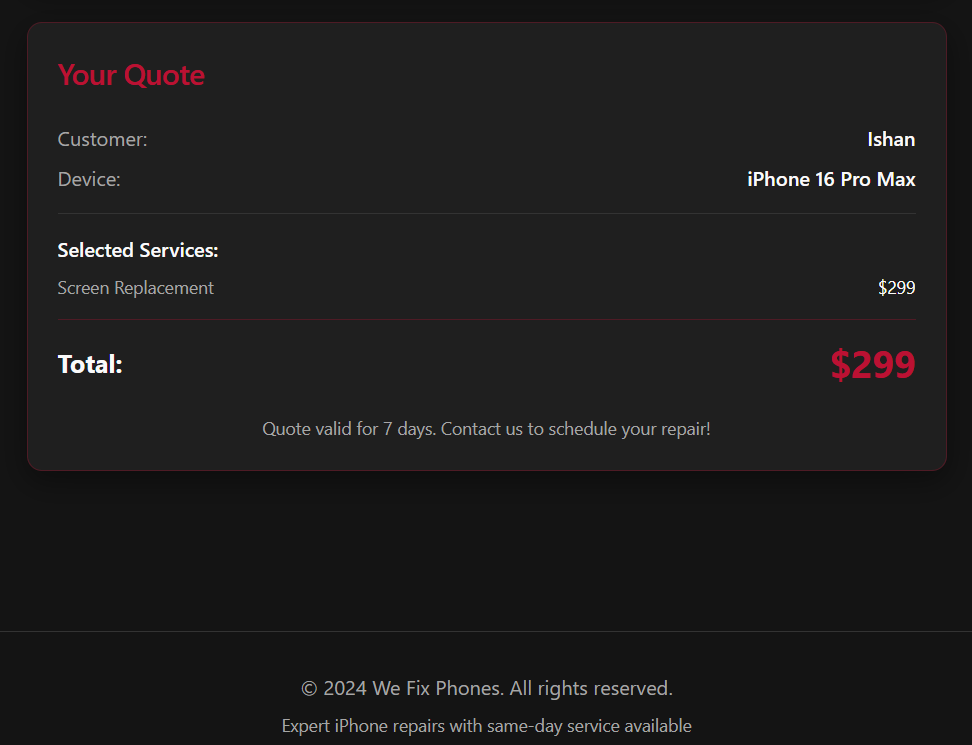 Your Quote
Customer: Ishan
Device: iPhone 16 Pro Max
Selected Services:
Screen Replacement $299
Total: $299
Quote valid for 7 days. Contact us to schedule your repair!
© 2024 We Fix Phones. All rights reserved.
Expert iPhone repairs with same-day service available